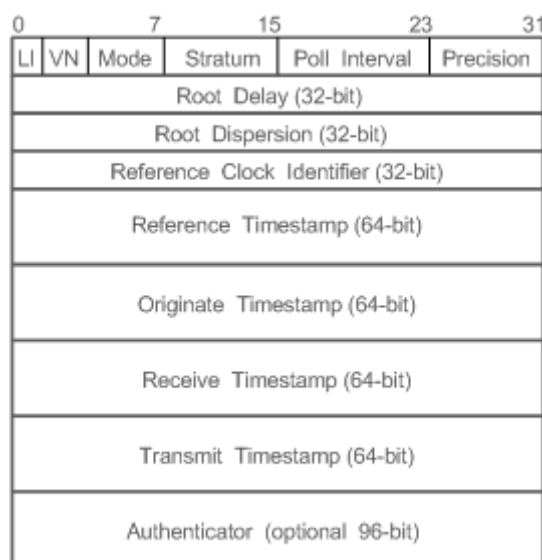 0 7 15 23 31
LI VN Mode Stratum Poll Interval Precision
Root Delay (32-bit)
Root Dispersion (32-bit)
Reference Clock Identifier (32-bit)
Reference Timestamp (64-bit)
Originate Timestamp (64-bit)
Receive Timestamp (64-bit)
Transmit Timestamp (64-bit)
Authenticator (optional 96-bit)